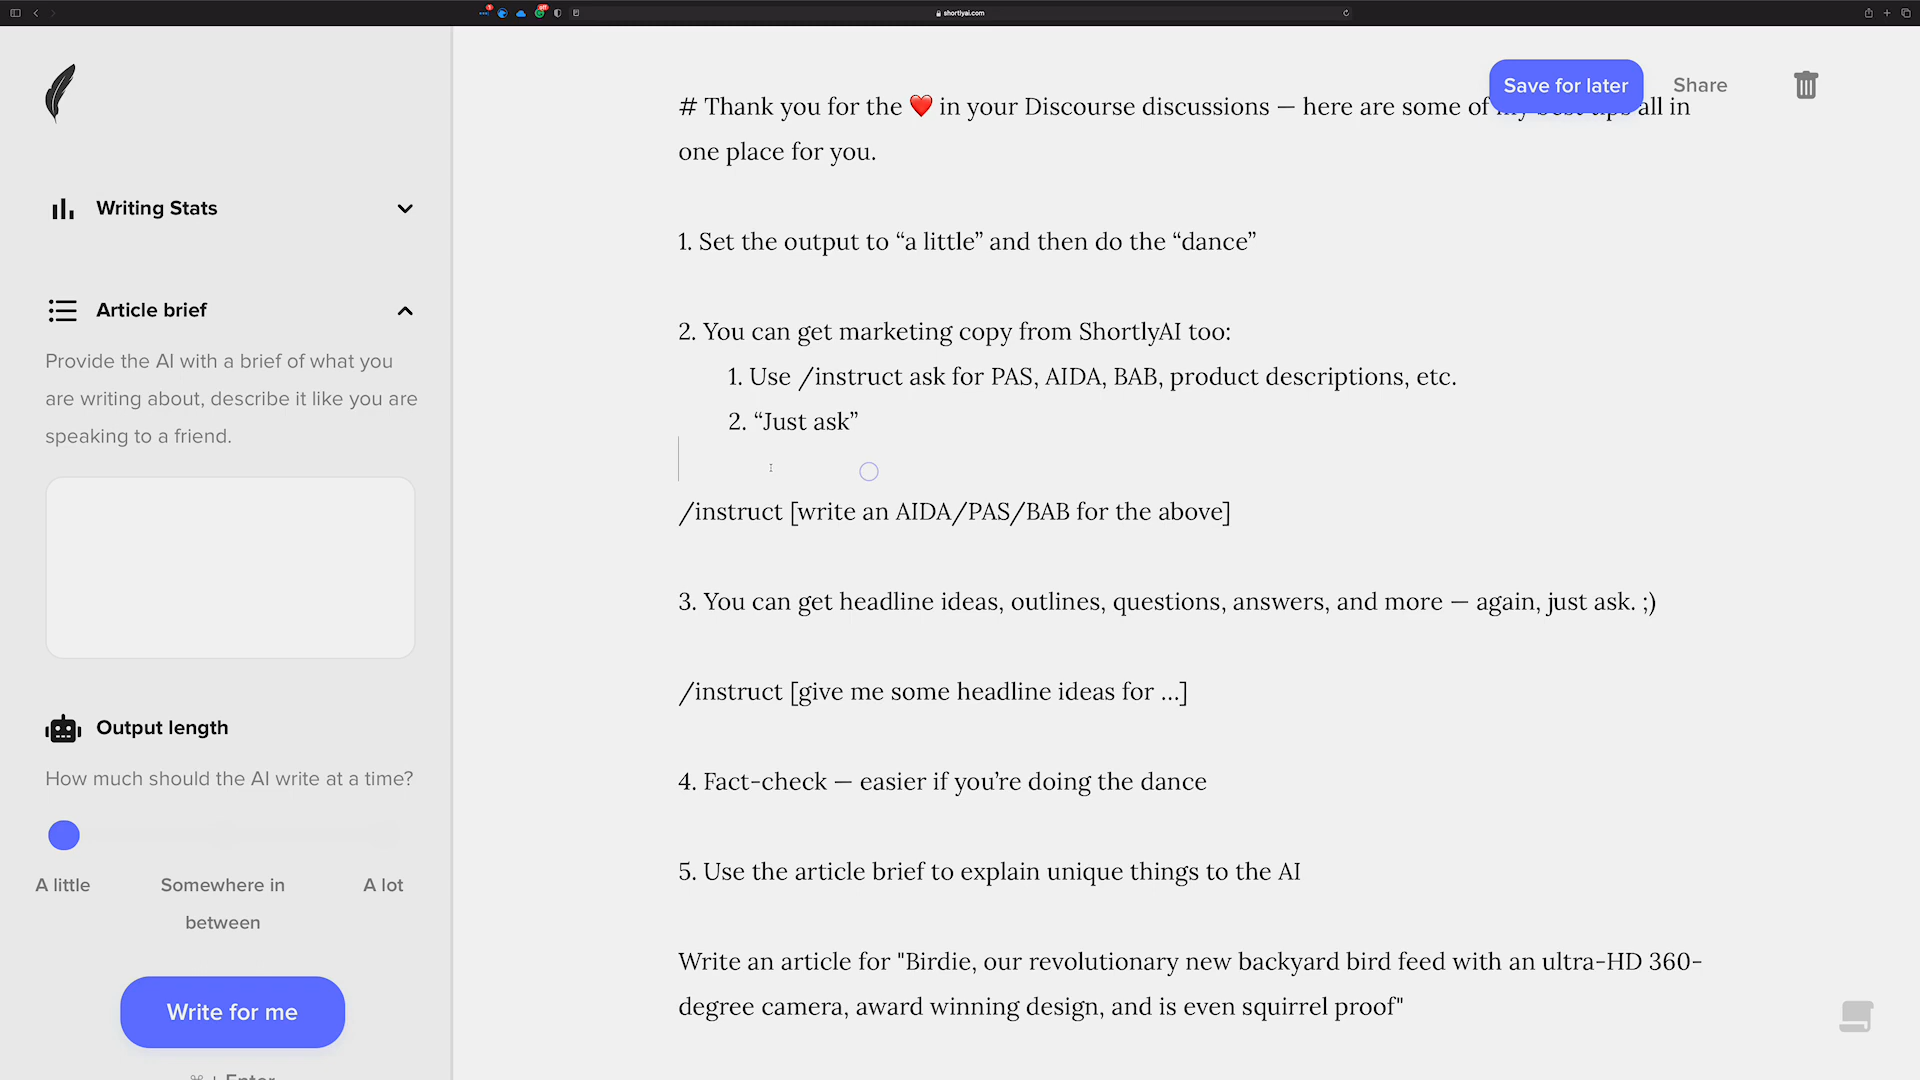 shortlyai.com
Save for later
Share
# Thank you for the ❤️ in your Discourse discussions — here are some of my best tips all in
one place for you.
Writing Stats
1. Set the output to “a little” and then do the “dance”
Article brief
Provide the AI with a brief of what you
are writing about, describe it like you are
speaking to a friend.
2. You can get marketing copy from ShortlyAI too:
1. Use /instruct ask for PAS, AIDA, BAB, product descriptions, etc.
2. “Just ask”
/instruct [write an AIDA/PAS/BAB for the above]
3. You can get headline ideas, outlines, questions, answers, and more — again, just ask. ;)
/instruct [give me some headline ideas for ...]
Output length
How much should the AI write at a time?
A little
Somewhere in
between
A lot
4. Fact-check — easier if you’re doing the dance
5. Use the article brief to explain unique things to the AI
Write an article for "Birdie, our revolutionary new backyard bird feed with an ultra-HD 360-
degree camera, award winning design, and is even squirrel proof"
Write for me
⌘ + Enter